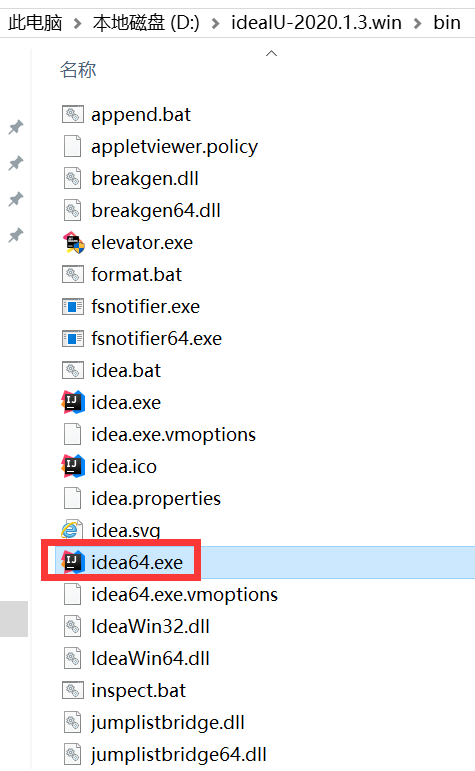 此电脑 > 本地磁盘 (D:) > ideaIU-2020.1.3.win > bin
名称
append.bat
appletviewer.policy
breakgen.dll
breakgen64.dll
elevator.exe
format.bat
fsnotifier.exe
fsnotifier64.exe
idea.bat
idea.exe
idea.exe.vmoptions
idea.ico
idea.properties
idea.svg
idea64.exe
idea64.exe.vmoptions
IdeaWin32.dll
IdeaWin64.dll
inspect.bat
jumplistbridge.dll
jumplistbridge64.dll